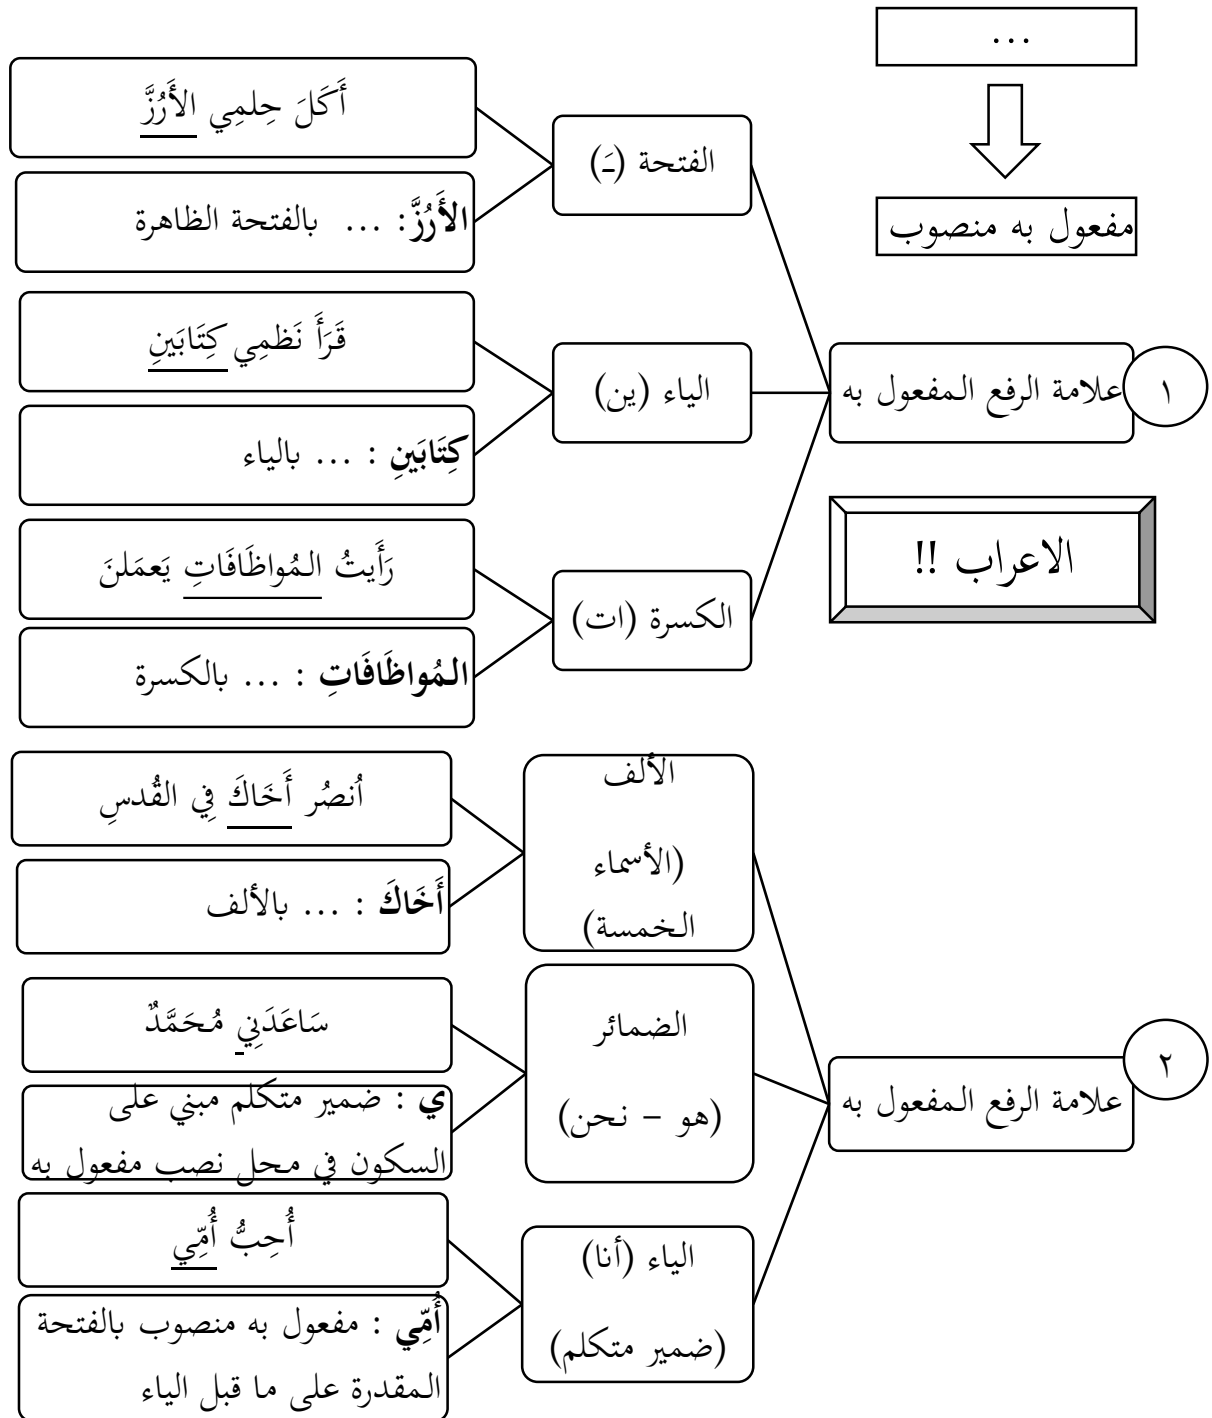 ...
مفعول به منصوب
١
علامة الرفع المفعول به
الفتحة (ـَ)
أَكَلَ حِلمِي الأَرُزَّ
الأَرُزَّ: ... بالفتحة الظاهرة
الياء (ين)
قَرَأَ نَظمِي كِتَابَينِ
كِتَابَينِ : ... بالياء
الكسرة (ات)
رَأَيتُ المُواظَافَاتِ يَعمَلنَ
المُواظَافَاتِ : ... بالكسرة
الاعراب !!
٢
علامة الرفع المفعول به
الألف
(الأسماء
الخمسة)
اُنصُر أَخَاكَ فِي القُدسِ
أَخَاكَ : ... بالألف
الضمائر
(هو – نحن)
سَاعَدَنِي مُحَمَّدٌ
ي : ضمير متكلم مبني على
السكون في محل نصب مفعول به
الياء (أنا)
(ضمير متكلم)
أُحِبُّ أُمِّي
أُمِّي : مفعول به منصوب بالفتحة
المقدرة على ما قبل الياء